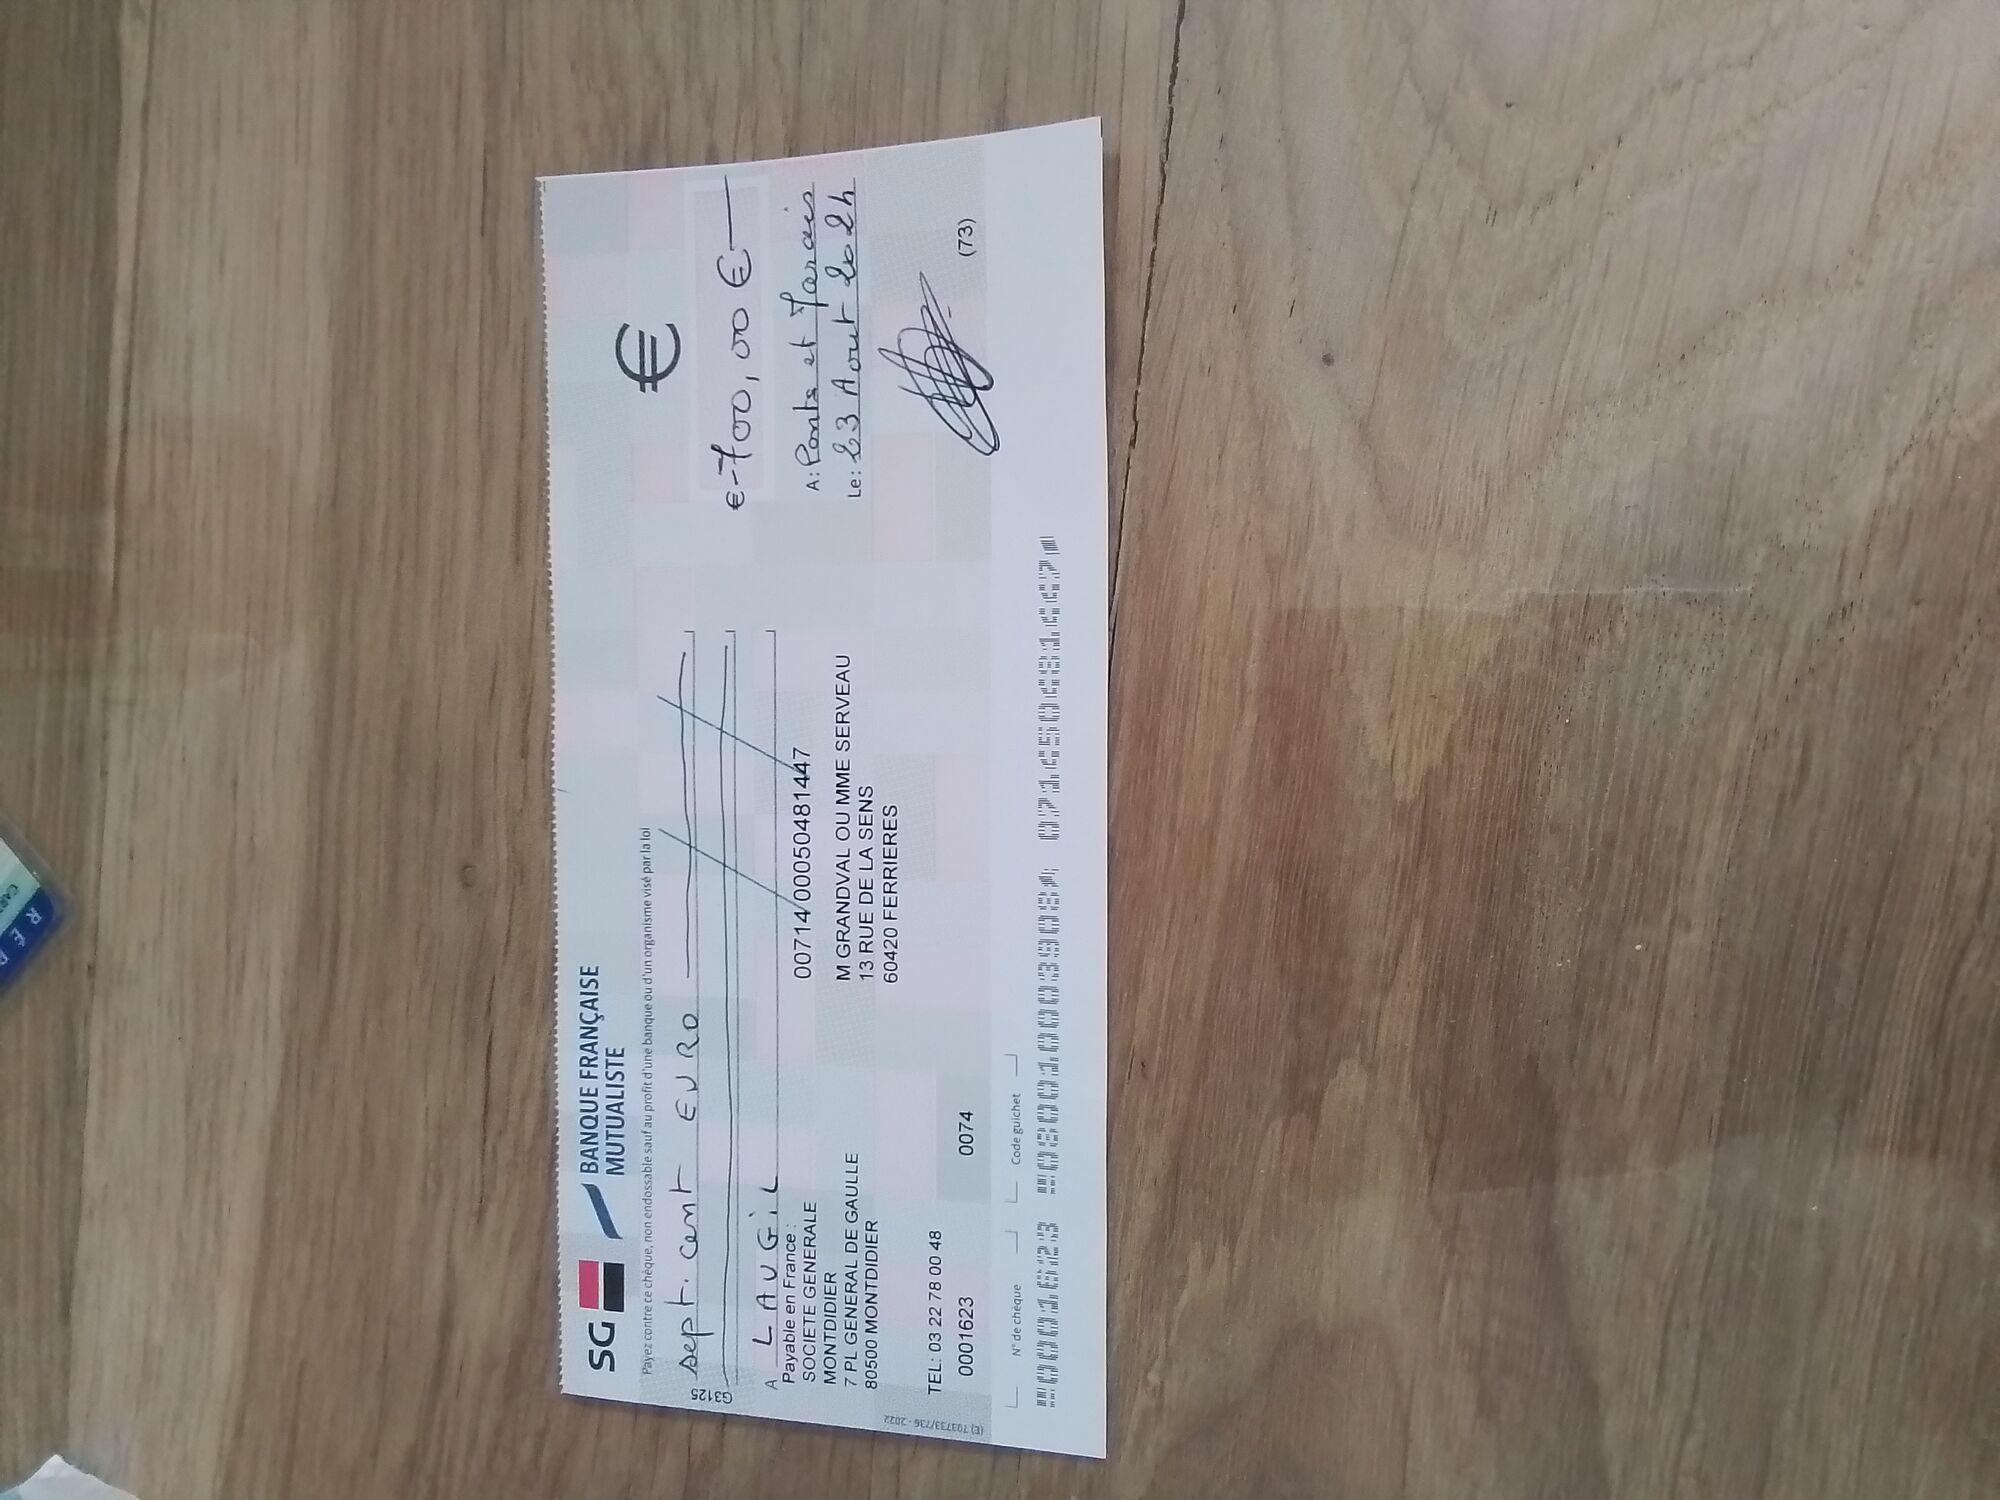 SG BANQUE FRANÇAISE
MUTUALISTE
€
Payez contre ce chèque, non endossable sauf au profit d'une banque ou d'un organisme visé par la loi
sept. cent EURO
€ - 700,00 € -
G3125
A LAUGIL
Payable en France :
SOCIETE GENERALE
MONTDIDIER
7 PL GENERAL DE GAULLE
80500 MONTDIDIER
TEL: 03 22 78 00 48
00714 00050481447
M GRANDVAL OU MME SERVEAU
13 RUE DE LA SENS
60420 FERRIERES
A: Ponts et Marais
Le: 23 Aout 2024
0001623 0074 (73)
(E) 703733/736 - 2022
N° de chèque
Code guichet